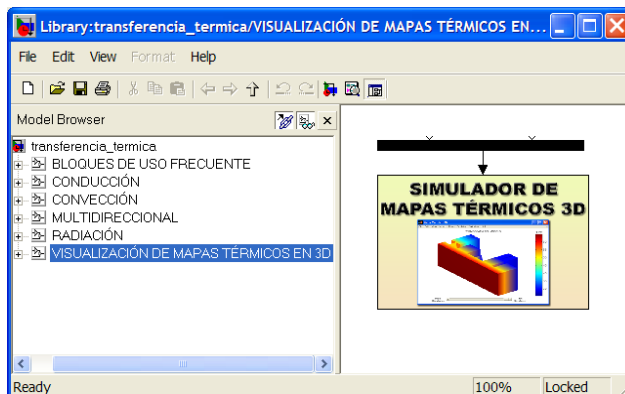 Library:transferencia_termica/VISUALIZACIÓN DE MAPAS TÉRMICOS EN...
File Edit View Format Help
Model Browser
transferencia_termica
BLOQUES DE USO FRECUENTE
CONDUCCIÓN
CONVECCIÓN
MULTIDIRECCIONAL
RADIACIÓN
VISUALIZACIÓN DE MAPAS TÉRMICOS EN 3D
SIMULADOR DE
MAPAS TÉRMICOS 3D
Ready 100% Locked